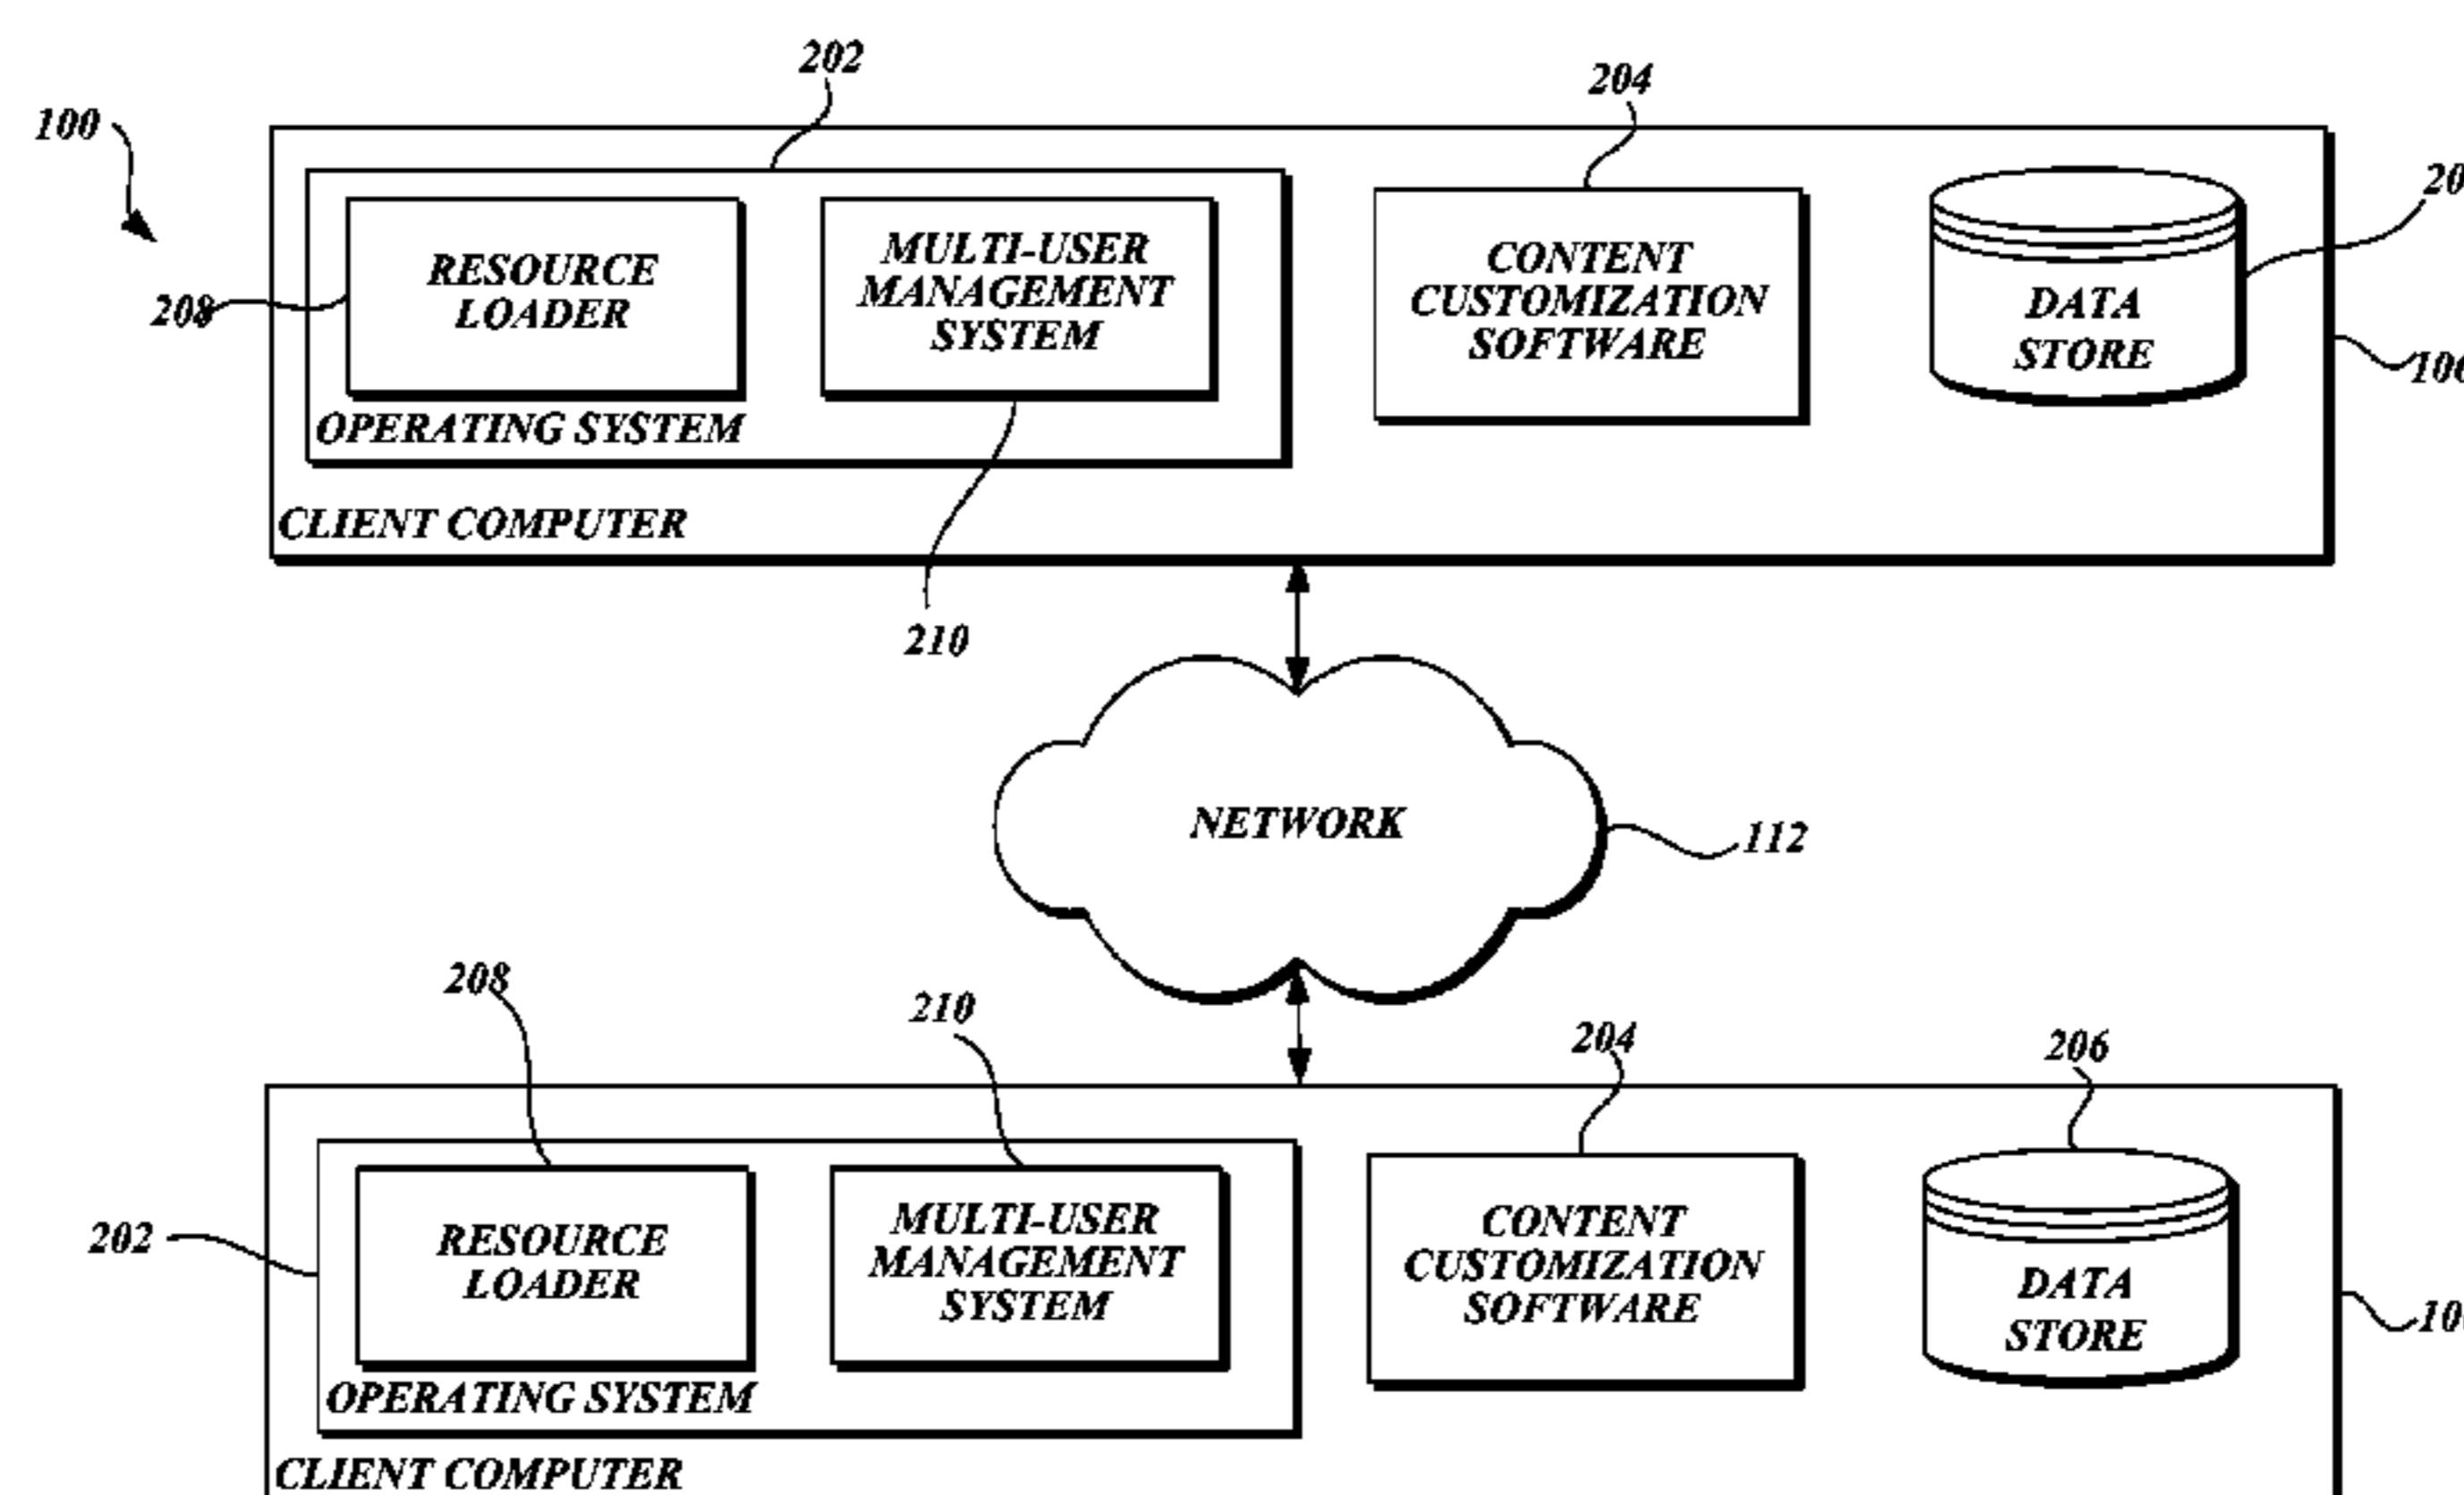 202
204
100
208
RESOURCE
LOADER
MULTI-USER
MANAGEMENT
SYSTEM
OPERATING SYSTEM
CONTENT
CUSTOMIZATION
SOFTWARE
DATA
STORE
CLIENT COMPUTER
210
NETWORK
112
208
210
204
206
202
RESOURCE
LOADER
MULTI-USER
MANAGEMENT
SYSTEM
OPERATING SYSTEM
CONTENT
CUSTOMIZATION
SOFTWARE
DATA
STORE
CLIENT COMPUTER